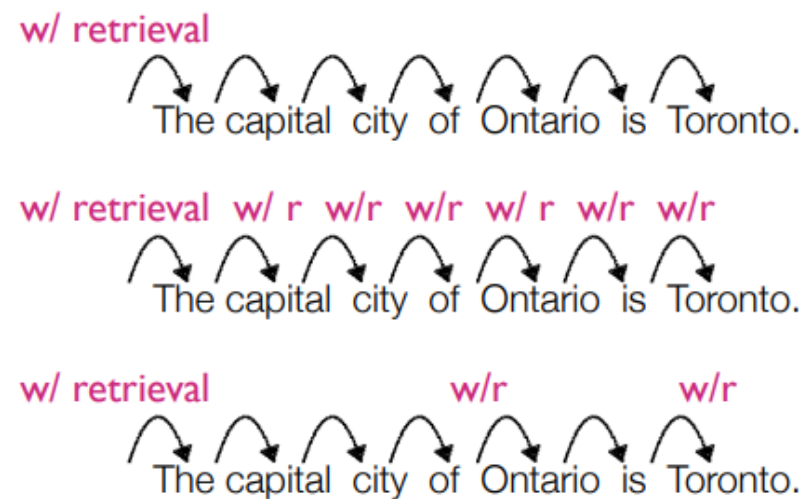 w/ retrieval
The capital city of Ontario is Toronto.
w/ retrieval w/ r w/r w/r w/ r w/r w/r
The capital city of Ontario is Toronto.
w/ retrieval w/r w/r
The capital city of Ontario is Toronto.